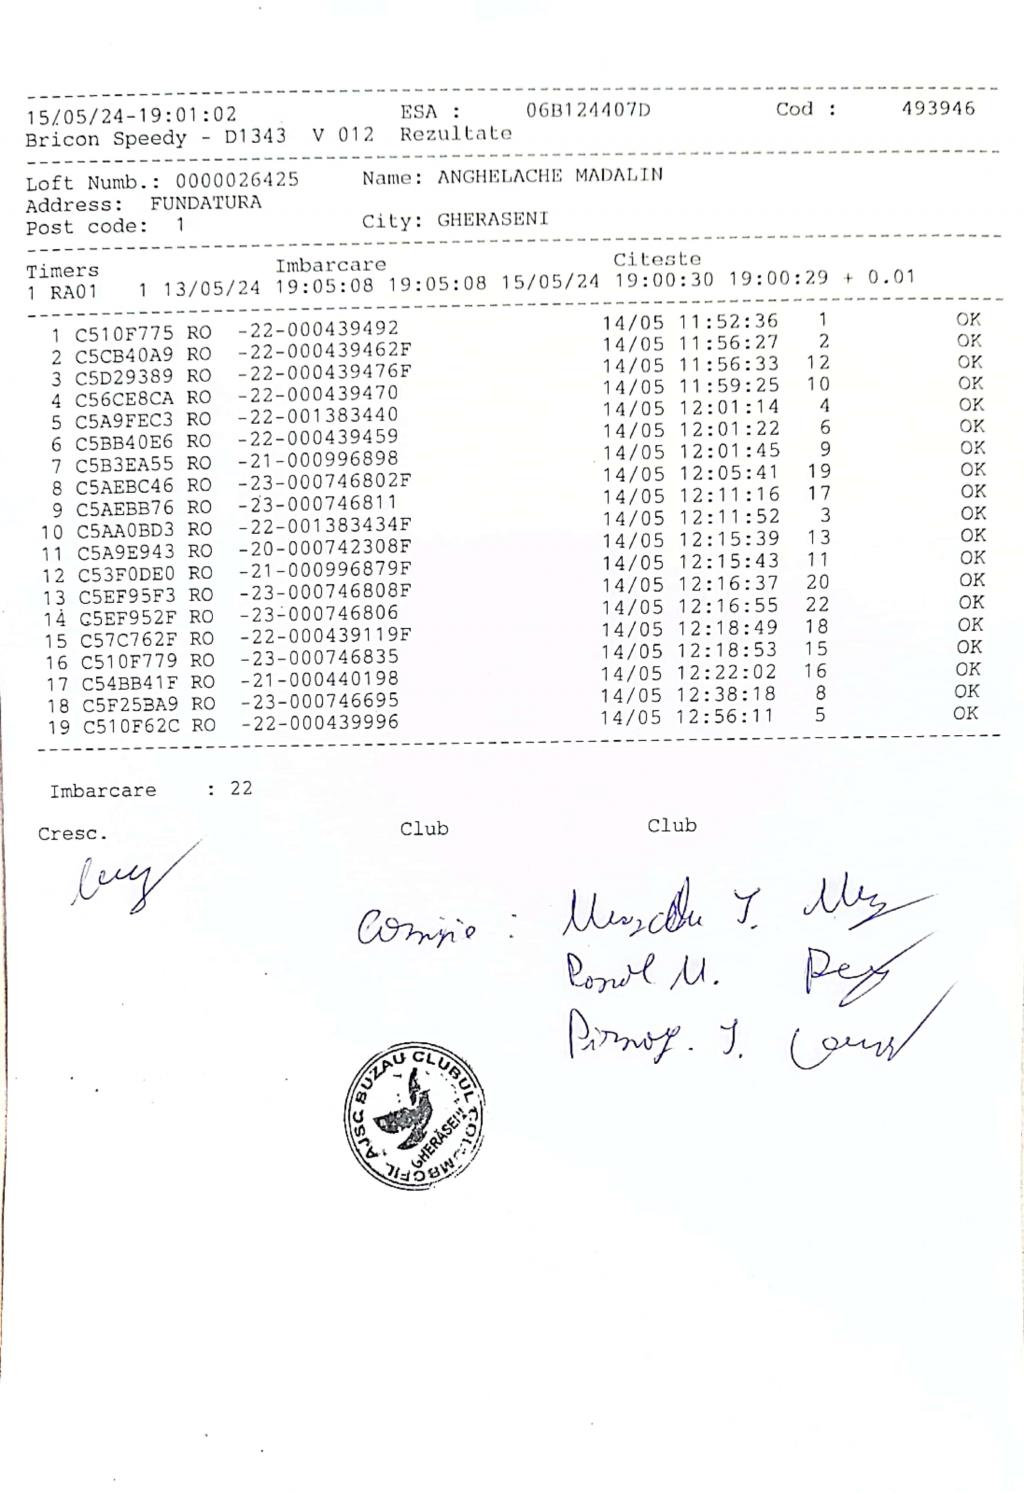 15/05/24-19:01:02 ESA : 06B124407D Cod : 493946
Bricon Speedy - D1343 V 012 Rezultate
Loft Numb.: 0000026425 Name: ANGHELACHE MADALIN
Address: FUNDATURA
Post code: 1 City: GHERASENI
Timers Imbarcare Citeste
1 RA01 1 13/05/24 19:05:08 19:05:08 15/05/24 19:00:30 19:00:29 + 0.01
1 C510F775 RO -22-000439492 14/05 11:52:36 1 OK
2 C5CB40A9 RO -22-000439462F 14/05 11:56:27 2 OK
3 C5D29389 RO -22-000439476F 14/05 11:56:33 12 OK
4 C56CE8CA RO -22-000439470 14/05 11:59:25 10 OK
5 C5A9FEC3 RO -22-001383440 14/05 12:01:14 4 OK
6 C5BB40E6 RO -22-000439459 14/05 12:01:22 6 OK
7 C5B3EA55 RO -21-000996898 14/05 12:01:45 9 OK
8 C5AEBC46 RO -23-000746802F 14/05 12:05:41 19 OK
9 C5AEBB76 RO -23-000746811 14/05 12:11:16 17 OK
10 C5AA0BD3 RO -22-001383434F 14/05 12:11:52 3 OK
11 C5A9E943 RO -20-000742308F 14/05 12:15:39 13 OK
12 C53F0DE0 RO -21-000996879F 14/05 12:15:43 11 OK
13 C5EF95F3 RO -23-000746808F 14/05 12:16:37 20 OK
14 C5EF952F RO -23-000746806 14/05 12:16:55 22 OK
15 C57C762F RO -22-000439119F 14/05 12:18:49 18 OK
16 C510F779 RO -23-000746835 14/05 12:18:53 15 OK
17 C54BB41F RO -21-000440198 14/05 12:22:02 16 OK
18 C5F25BA9 RO -23-000746695 14/05 12:38:18 8 OK
19 C510F62C RO -22-000439996 14/05 12:56:11 5 OK
Imbarcare : 22
Cresc. Club Club
Comisie :
M.
J.
AJSC BUZAU CLUBUL COLUMBOFIL
GHERĂSENI